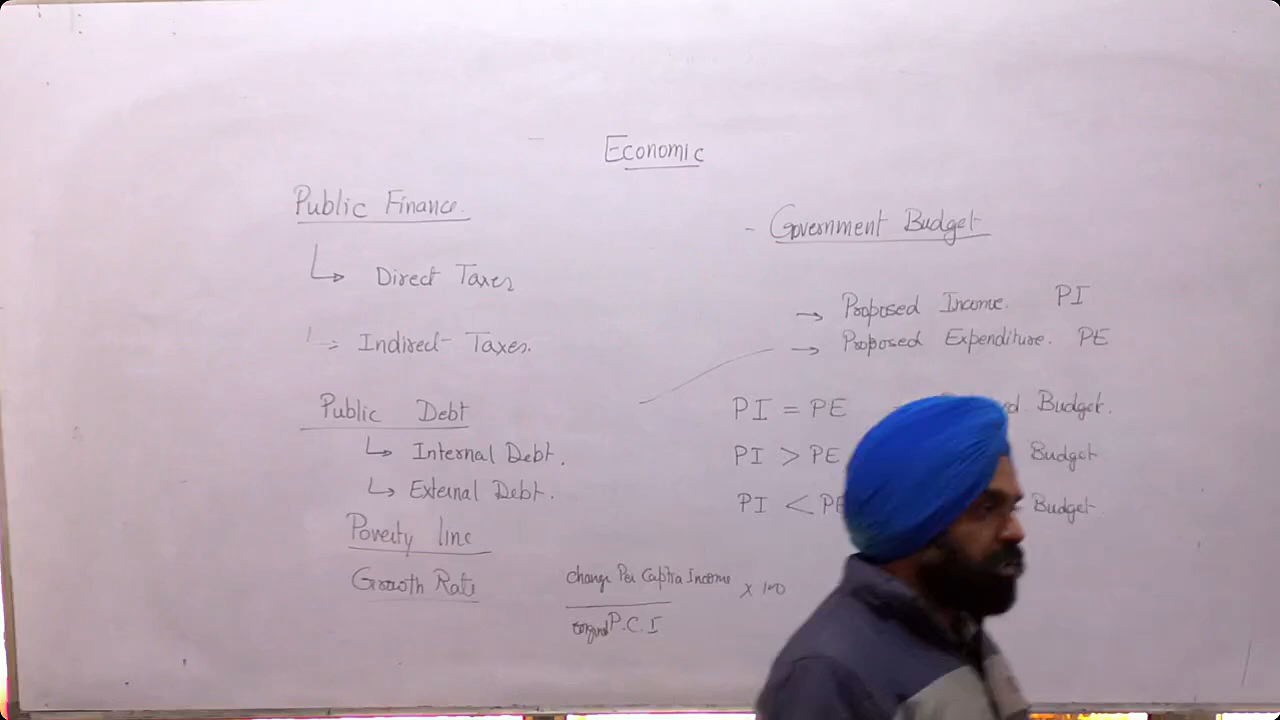 Economic
Public Finance.
Direct Taxes
Indirect Taxes.
Public Debt
Internal Debt.
External Debt.
Poverty line
Growth Rate
change Per Capita Income
X 100
P.C.I
- Government Budget
→ Proposed Income. PI
→ Proposed Expenditure. PE
PI = PE Budget.
PI > PE Budget
PI < PE Budget.